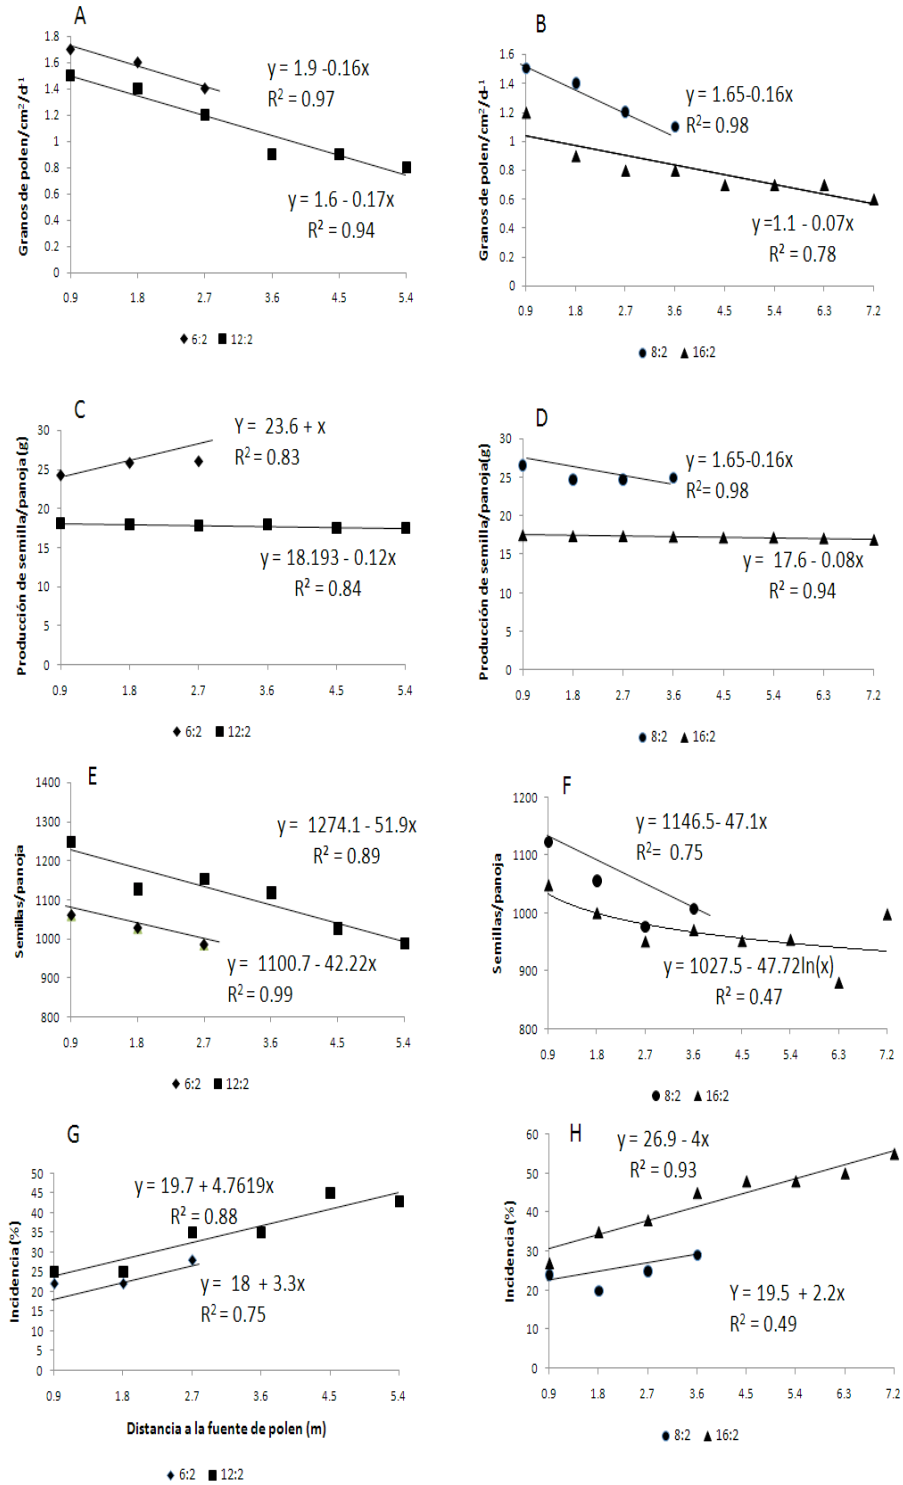 A
Granos de polen/cm²/d⁻¹
1.8
1.6
1.4
1.2
1
0.8
0.6
0.4
0.2
0
y = 1.9 -0.16x
R² = 0.97
y = 1.6 - 0.17x
R² = 0.94
0.9 1.8 2.7 3.6 4.5 5.4
6:2 12:2
B
Granos de polen/cm²/d⁻¹
1.6
1.4
1.2
1.0
0.8
0.6
0.4
0.2
0.0
y = 1.65-0.16x
R²= 0.98
y =1.1 - 0.07x
R² = 0.78
0.9 1.8 2.7 3.6 4.5 5.4 6.3 7.2
8:2 16:2
C
Producción de semilla/panoja(g)
30
25
20
15
10
5
0
Y = 23.6 + x
R² = 0.83
y = 18.193 - 0.12x
R² = 0.84
0.9 1.8 2.7 3.6 4.5 5.4
6:2 12:2
D
Producción de semilla/panoja(g)
30
25
20
15
10
5
0
y = 1.65-0.16x
R²= 0.98
y = 17.6 - 0.08x
R² = 0.94
0.9 1.8 2.7 3.6 4.5 5.4 6.3 7.2
8:2 16:2
E
Semillas/panoja
1400
1300
1200
1100
1000
900
800
y = 1274.1 - 51.9x
R² = 0.89
y = 1100.7 - 42.22x
R² = 0.99
0.9 1.8 2.7 3.6 4.5 5.4
6:2 12:2
F
Semillas/panoja
1200
1100
1000
900
800
y = 1146.5- 47.1x
R²= 0.75
y = 1027.5 - 47.72ln(x)
R² = 0.47
0.9 1.8 2.7 3.6 4.5 5.4 6.3 7.2
8:2 16:2
G
Incidencia (%)
50
45
40
35
30
25
20
15
10
5
0
y = 19.7 + 4.7619x
R² = 0.88
y = 18 + 3.3x
R² = 0.75
0.9 1.8 2.7 3.6 4.5 5.4
Distancia a la fuente de polen (m)
6:2 12:2
H
Incidencia (%)
60
50
40
30
20
10
0
y = 26.9 - 4x
R² = 0.93
Y = 19.5 + 2.2x
R² = 0.49
0.9 1.8 2.7 3.6 4.5 5.4 6.3 7.2
8:2 16:2